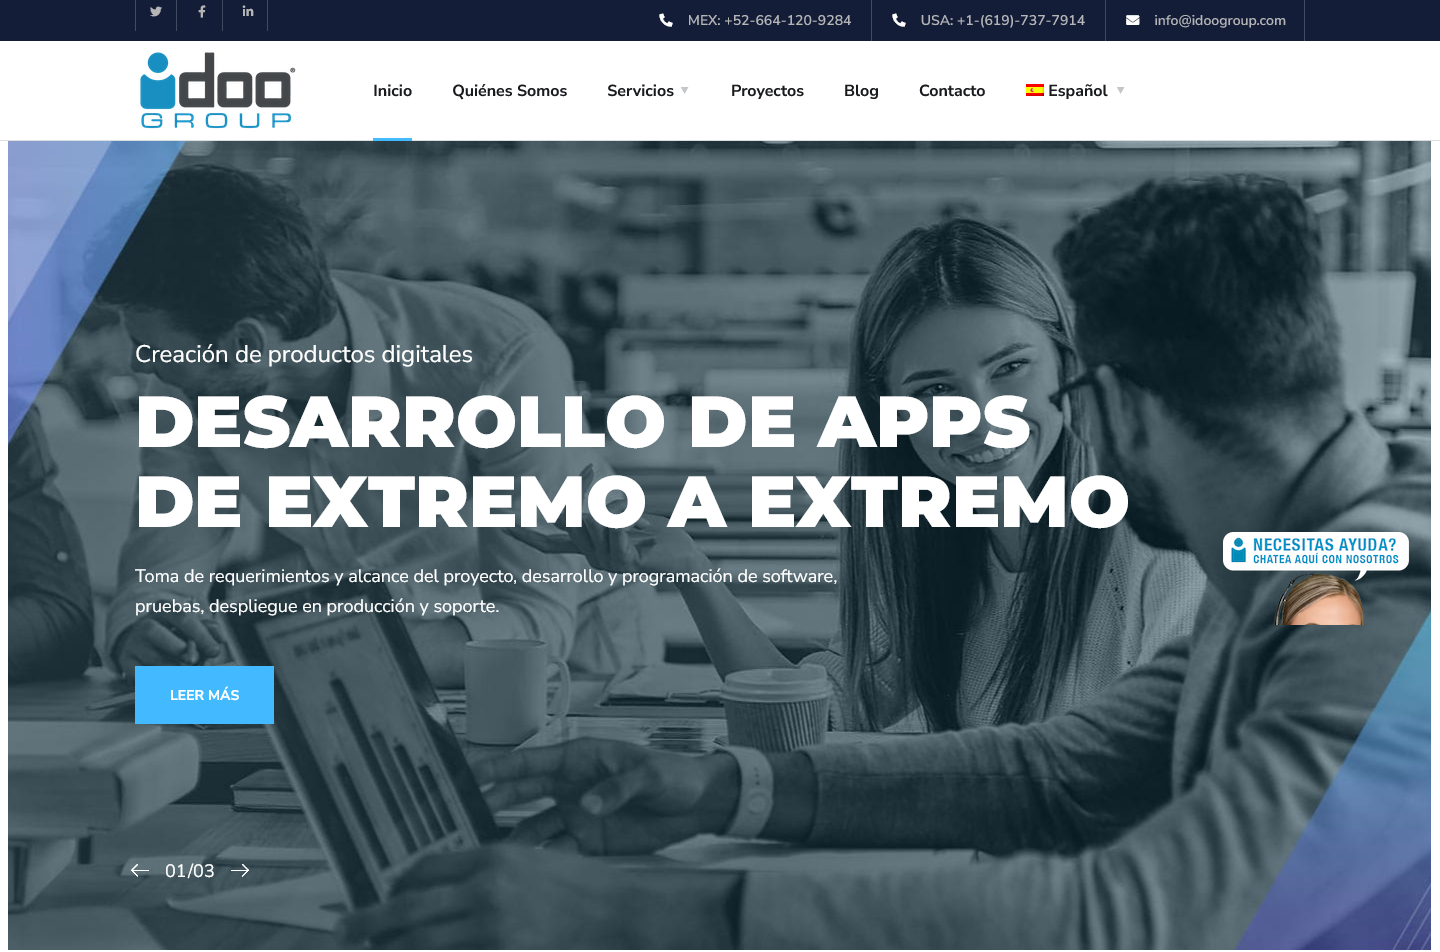 MEX: +52-664-120-9284
USA: +1-(619)-737-7914
info@idoogroup.com
idoo®
GROUP
Inicio
Quiénes Somos
Servicios
Proyectos
Blog
Contacto
Español
Creación de productos digitales
DESARROLLO DE APPS
DE EXTREMO A EXTREMO
NECESITAS AYUDA?
CHATEA AQUÍ CON NOSOTROS
Toma de requerimientos y alcance del proyecto, desarrollo y programación de software,
pruebas, despliegue en producción y soporte.
LEER MÁS
01/03